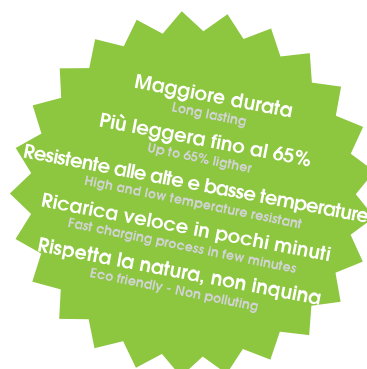 Maggiore durata
Long lasting
Più leggera fino al 65%
Up to 65% ligther
Resistente alle alte e basse temperature
High and low temperature resistant
Ricarica veloce in pochi minuti
Fast charging process in few minutes
Rispetta la natura, non inquina
Eco friendly - Non polluting